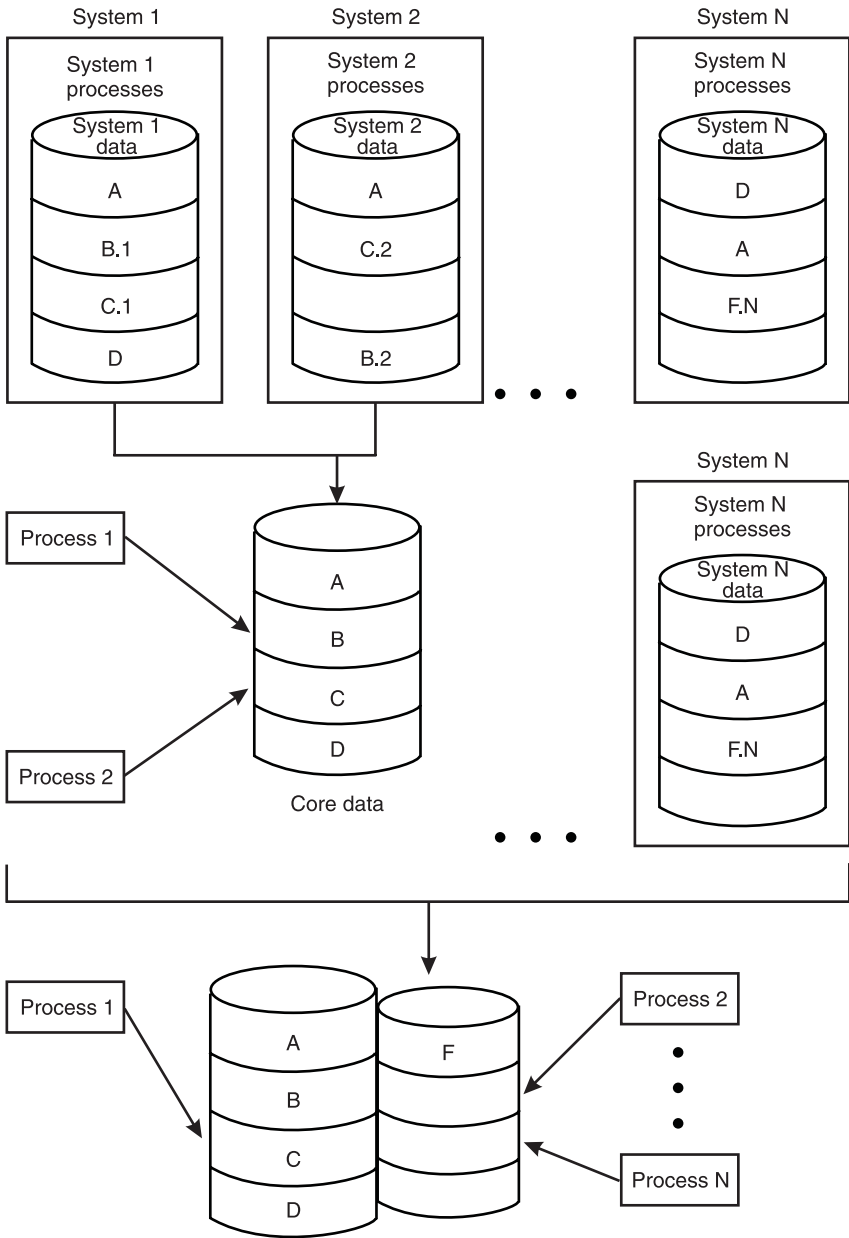 System 1
System 2
System N
System 1
processes
System 1
data
A
B.1
C.1
D
System 2
processes
System 2
data
A
C.2
B.2
System N
processes
System N
data
D
A
F.N
Process 1
Process 2
A
B
C
D
Core data
System N
System N
processes
System N
data
D
A
F.N
Process 1
A
B
C
D
F
Process 2
Process N